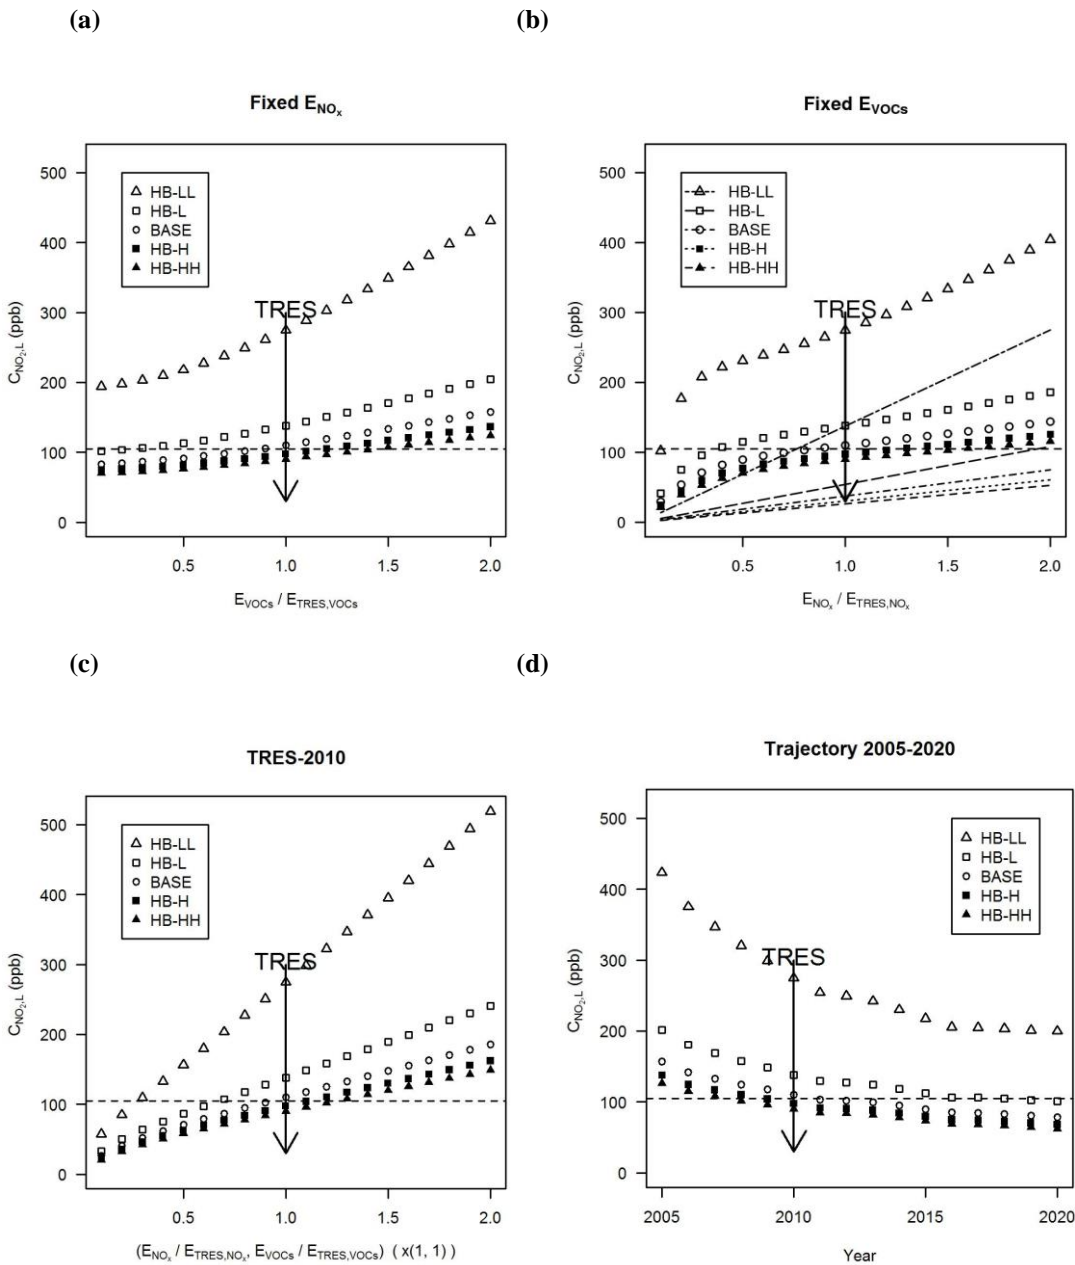 (a)
Fixed E_NOx
C_NO2,L (ppb)
500
400
300
200
100
0
HB-LL
HB-L
BASE
HB-H
HB-HH
TRES
0.5 1.0 1.5 2.0
E_VOCs / E_TRES,VOCs
(b)
Fixed E_VOCs
C_NO2,L (ppb)
500
400
300
200
100
0
HB-LL
HB-L
BASE
HB-H
HB-HH
TRES
0.5 1.0 1.5 2.0
E_NOx / E_TRES,NOx
(c)
TRES-2010
C_NO2,L (ppb)
500
400
300
200
100
0
HB-LL
HB-L
BASE
HB-H
HB-HH
TRES
0.5 1.0 1.5 2.0
(E_NOx / E_TRES,NOx, E_VOCs / E_TRES,VOCs) ( x(1, 1) )
(d)
Trajectory 2005-2020
C_NO2,L (ppb)
500
400
300
200
100
0
HB-LL
HB-L
BASE
HB-H
HB-HH
TRES
2005 2010 2015 2020
Year